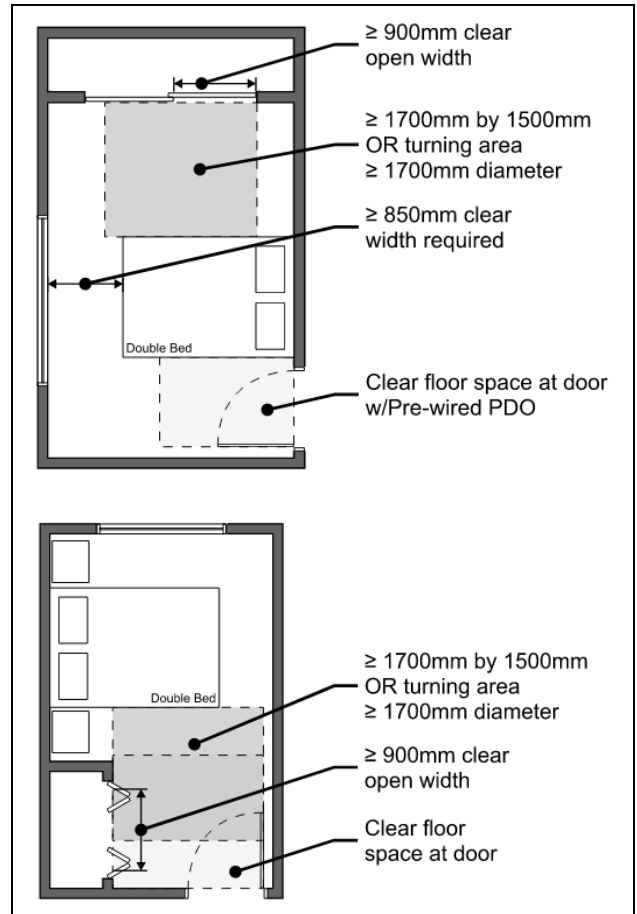 ≥ 900mm clear
open width
≥ 1700mm by 1500mm
OR turning area
≥ 1700mm diameter
≥ 850mm clear
width required
Double Bed
Clear floor space at door
w/Pre-wired PDO
≥ 1700mm by 1500mm
OR turning area
≥ 1700mm diameter
Double Bed
≥ 900mm clear
open width
Clear floor
space at door